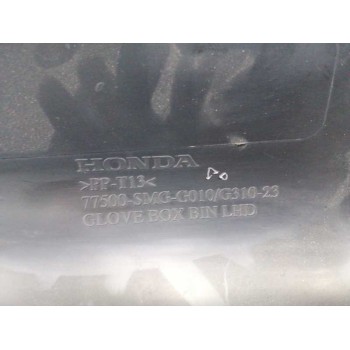 HONDA
>PP-T13<
77500-SMG-G010/G310-23
GLOVE BOX BIN LHD